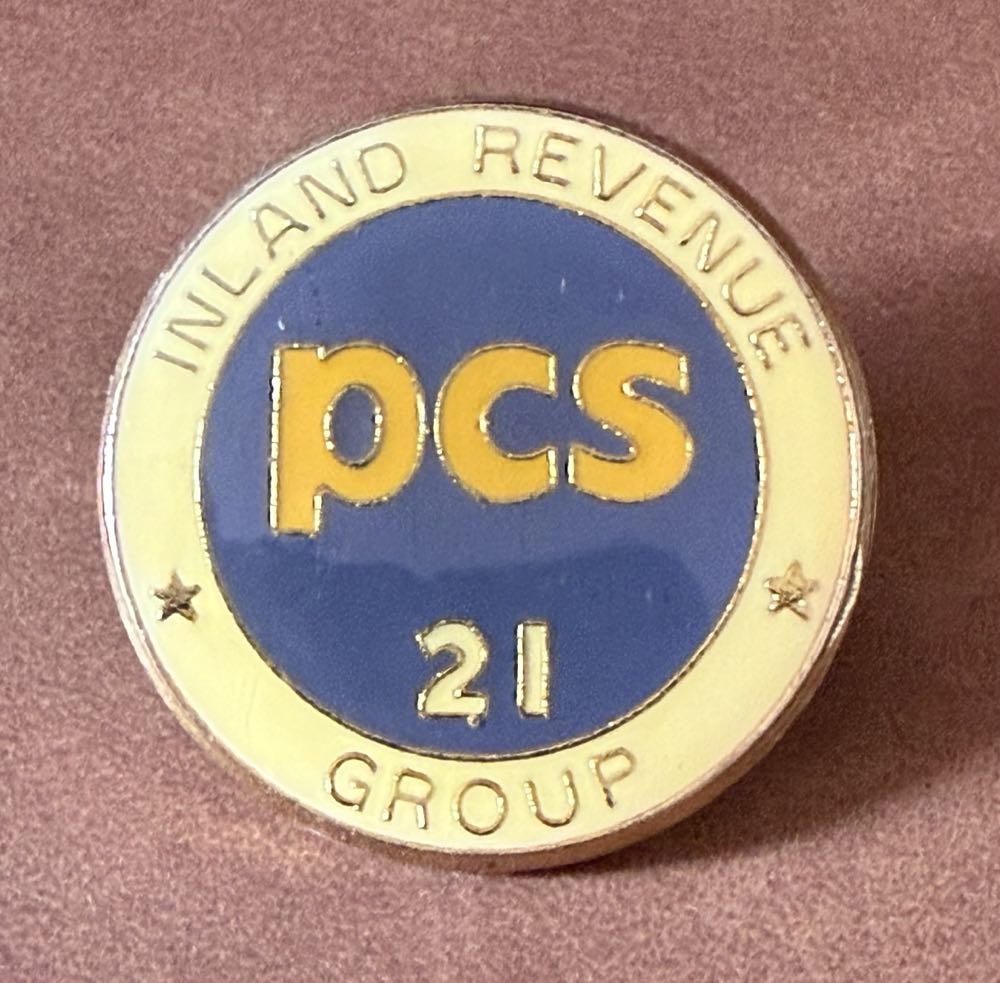 INLAND REVENUE
pcs
21
GROUP